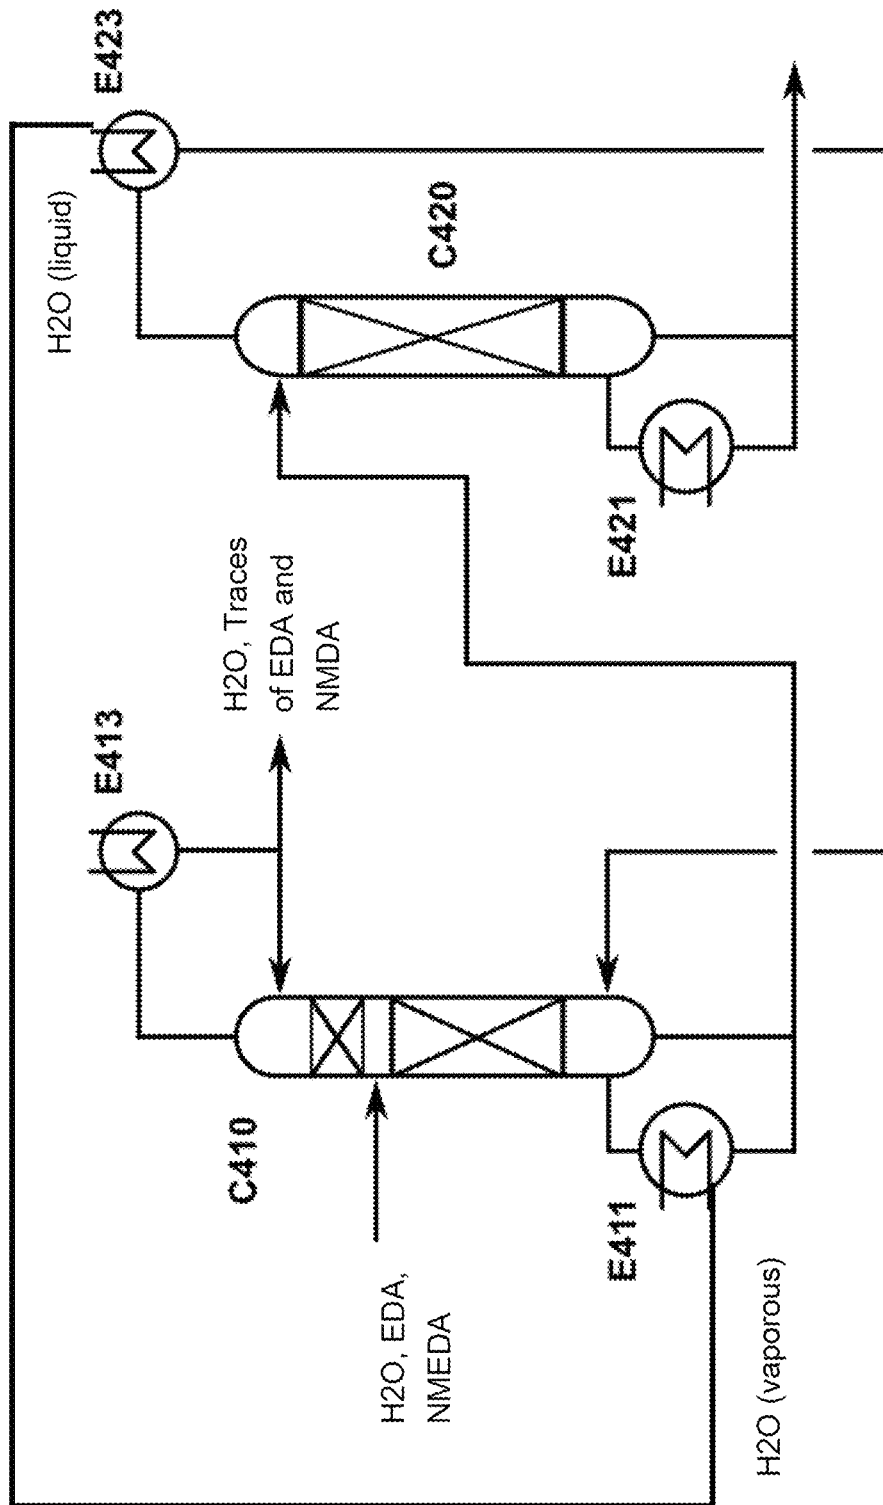 H2O (liquid)
E423
E413
H2O, Traces
of EDA and
NMDA
C420
C410
E421
H2O, EDA,
NMEDA
E411
H2O (vaporous)